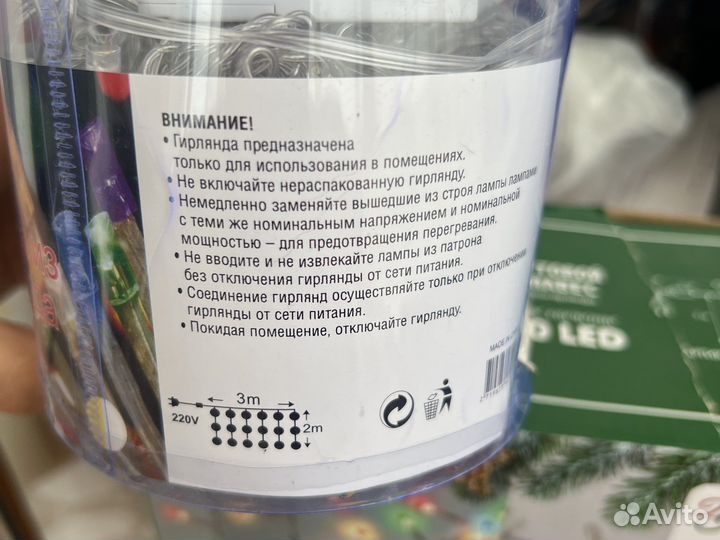 ВНИМАНИЕ!
• Гирлянда предназначена
только для использования в помещениях.
• Не включайте нераспакованную гирлянду.
• Немедленно заменяйте вышедшие из строя лампы лампами
с теми же номинальным напряжением и номинальной
мощностью – для предотвращения перегревания.
• Не вводите и не извлекайте лампы из патрона
без отключения гирлянды от сети питания.
• Соединение гирлянд осуществляйте только при отключении
гирлянды от сети питания.
• Покидая помещение, отключайте гирлянду.
MADE IN
3m
220V
2m
ТОВОЙ
LED
Avito